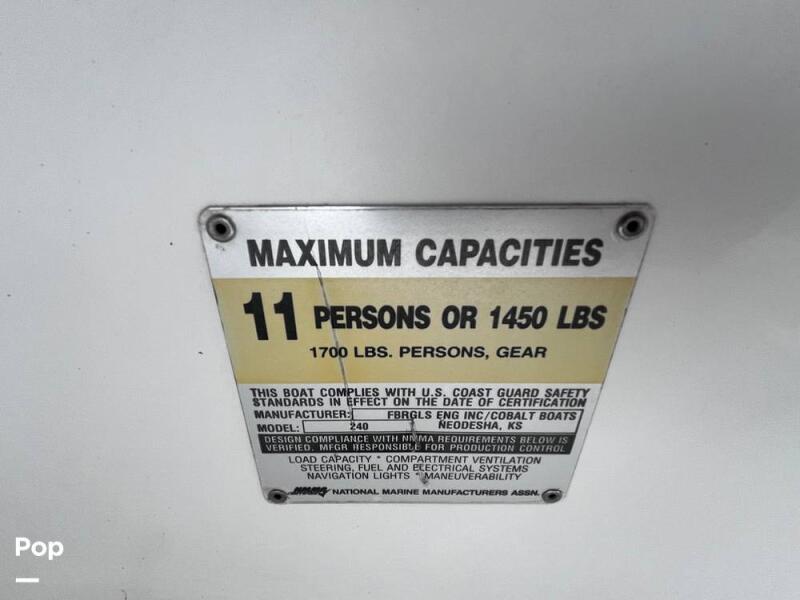 MAXIMUM CAPACITIES
11 PERSONS OR 1450 LBS
1700 LBS. PERSONS, GEAR
THIS BOAT COMPLIES WITH U.S. COAST GUARD SAFETY
STANDARDS IN EFFECT ON THE DATE OF CERTIFICATION
MANUFACTURER: FBRGLS ENG INC/COBALT BOATS
MODEL: 240 NEODESHA, KS
DESIGN COMPLIANCE WITH NMMA REQUIREMENTS BELOW IS
VERIFIED. MFGR RESPONSIBLE FOR PRODUCTION CONTROL
LOAD CAPACITY * COMPARTMENT VENTILATION
STEERING, FUEL AND ELECTRICAL SYSTEMS
NAVIGATION LIGHTS * MANEUVERABILITY
NMMA NATIONAL MARINE MANUFACTURERS ASSN.
Pop